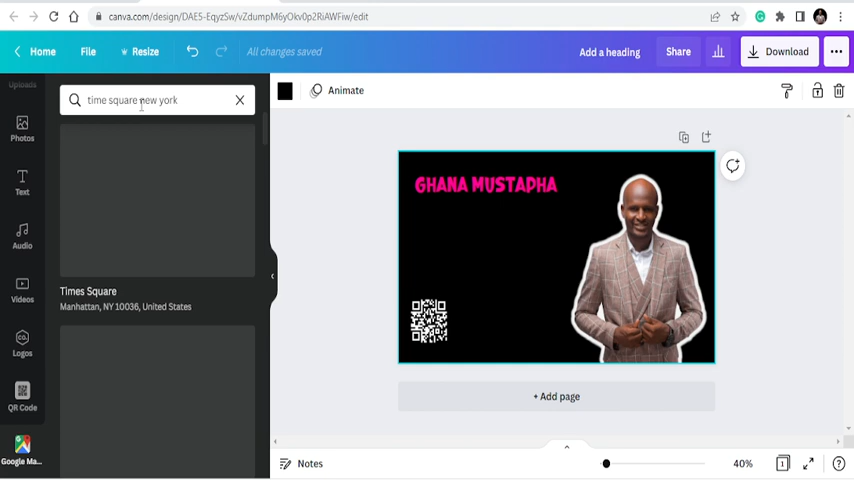 canva.com/design/DAE5-EqyzSw/vZdumpM6yOkv0p2RiAWFiw/edit
Home
File
Resize
All changes saved
Add a heading
Share
Download
Uploads
time square new york
Animate
Photos
Text
GHANA MUSTAPHA
Audio
Videos
Times Square
Manhattan, NY 10036, United States
Logos
QR Code
+ Add page
Google Ma...
Notes
40%
1